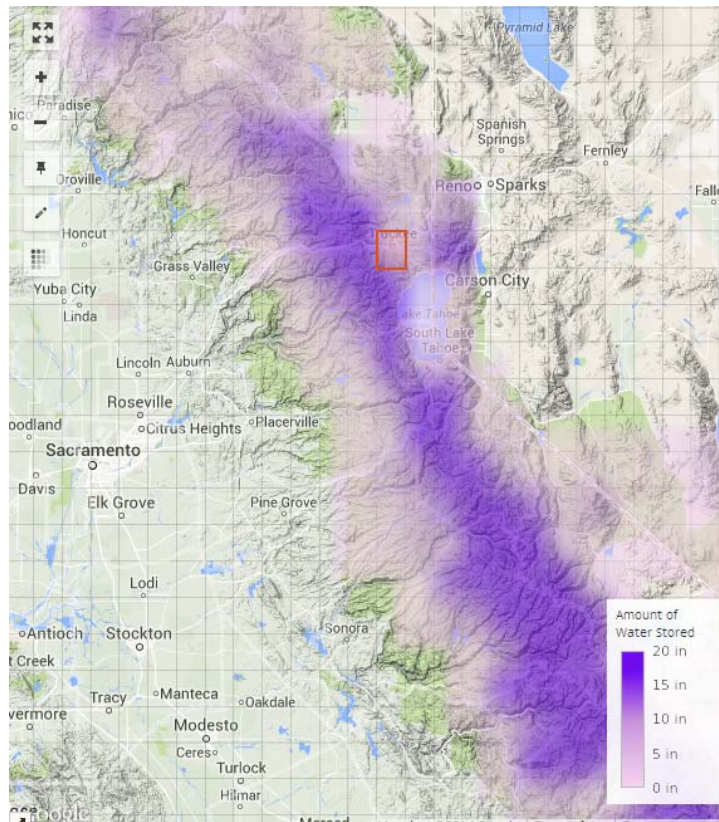 Pyramid Lake
Paradise
Spanish
Springs
Fernley
Oroville
Reno
Sparks
Honcut
Grass Valley
Carson City
Yuba City
Linda
Lake Tahoe
South Lake
Tahoe
Lincoln
Auburn
Roseville
Citrus Heights
Placerville
Sacramento
Davis
Elk Grove
Pine Grove
Lodi
Amount of
Water Stored
20 in
15 in
10 in
5 in
0 in
Antioch
Stockton
Sonora
t Creek
Tracy
Manteca
Oakdale
vermore
Modesto
Ceres
Turlock
Hilmar
Google